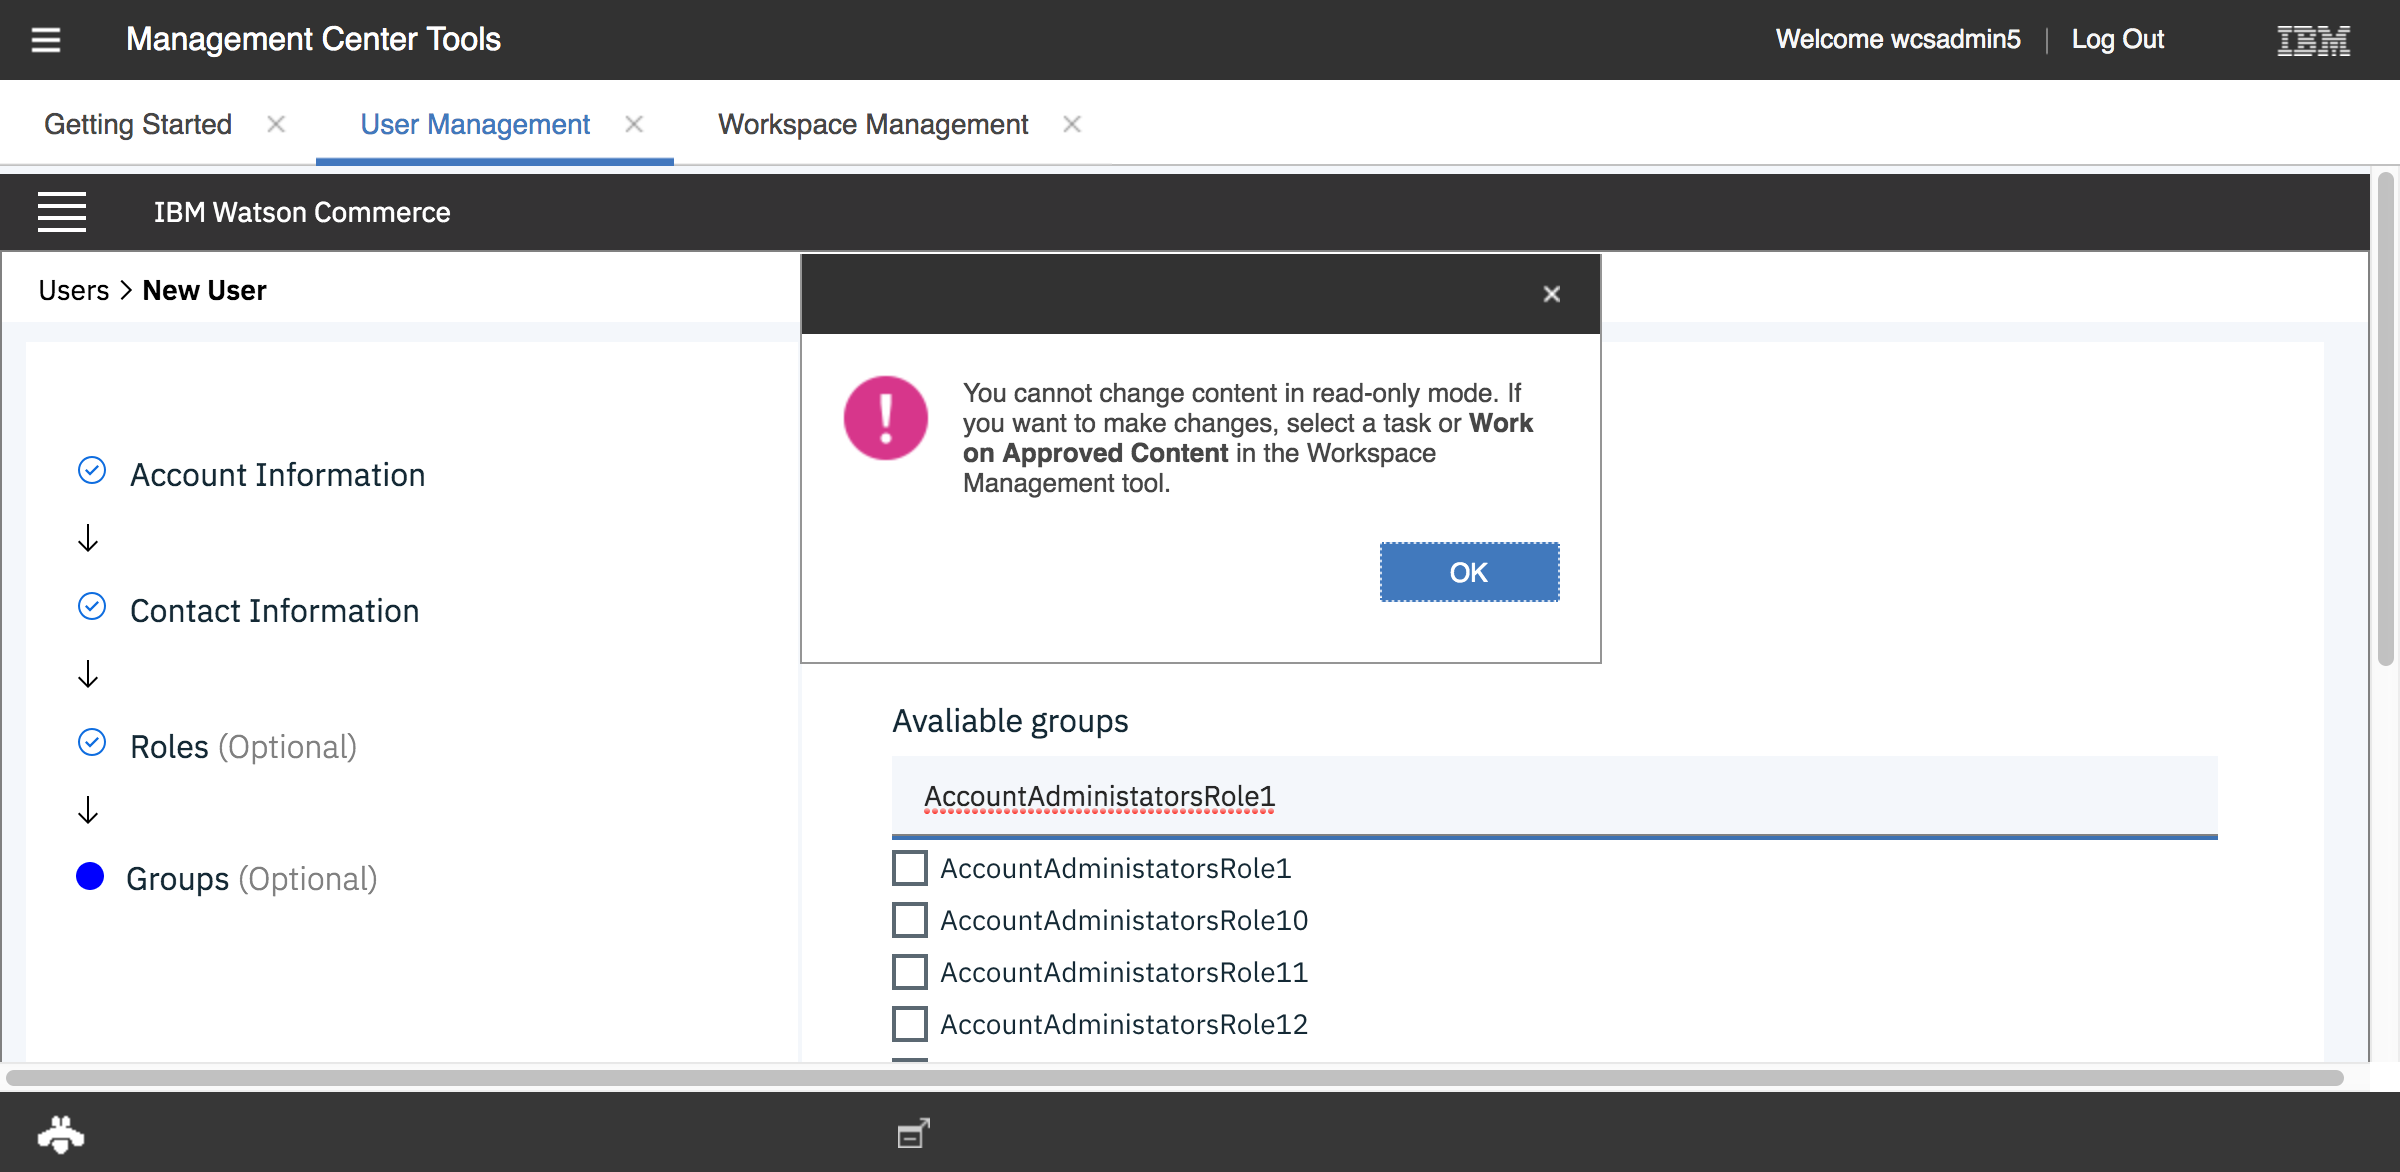 Management Center Tools
Welcome wcsadmin5 | Log Out
IBM
Getting Started
User Management
Workspace Management
IBM Watson Commerce
Users > New User
You cannot change content in read-only mode. If
you want to make changes, select a task or Work
on Approved Content in the Workspace
Management tool.
OK
Account Information
Contact Information
Roles (Optional)
Groups (Optional)
Avaliable groups
AccountAdministatorsRole1
AccountAdministatorsRole1
AccountAdministatorsRole10
AccountAdministatorsRole11
AccountAdministatorsRole12